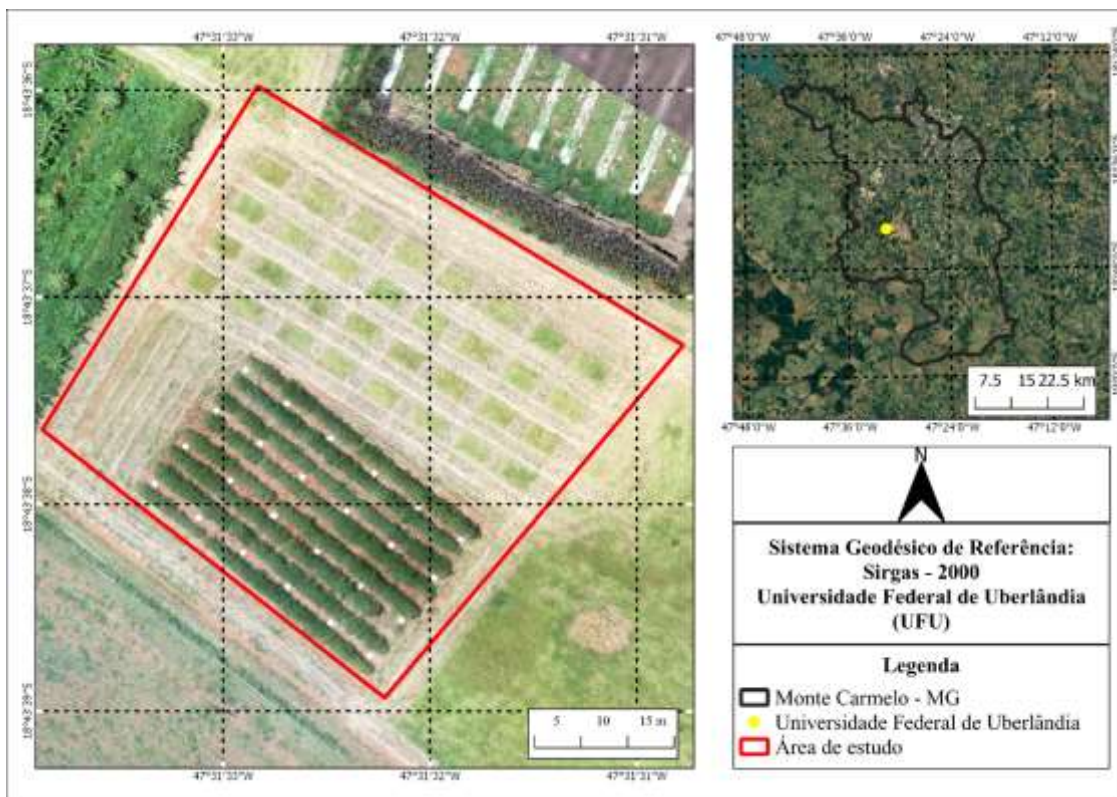 47°31'33"W 47°31'32"W 47°31'31"W
18°43'36"S
18°43'37"S
18°43'38"S
18°43'39"S
5 10 15 m
47°31'33"W 47°31'32"W 47°31'31"W
47°48'0"W 47°36'0"W 47°24'0"W 47°12'0"W
7.5 15 22.5 km
47°48'0"W 47°36'0"W 47°24'0"W 47°12'0"W
N
Sistema Geodésico de Referência:
Sirgas - 2000
Universidade Federal de Uberlândia
(UFU)
Legenda
Monte Carmelo - MG
Universidade Federal de Uberlândia
Área de estudo